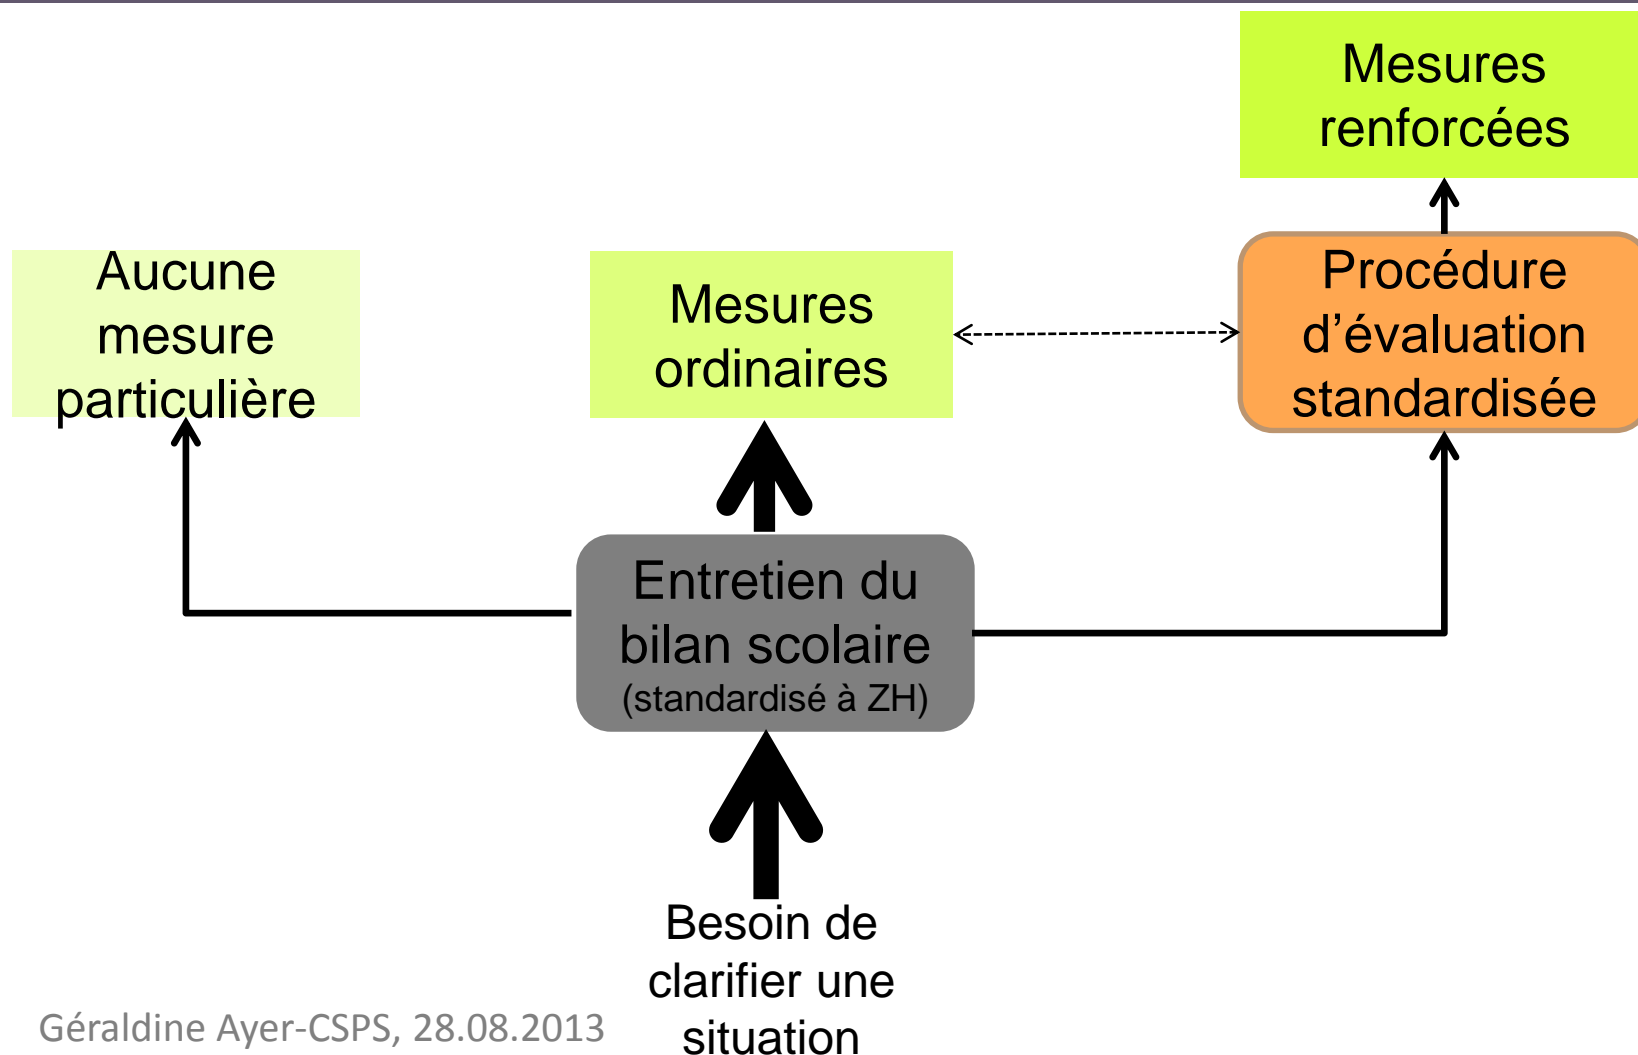 Mesures
renforcées
Aucune
mesure
particulière
Mesures
ordinaires
Procédure
d’évaluation
standardisée
Entretien du
bilan scolaire
(standardisé à ZH)
Besoin de
clarifier une
situation
Géraldine Ayer-CSPS, 28.08.2013